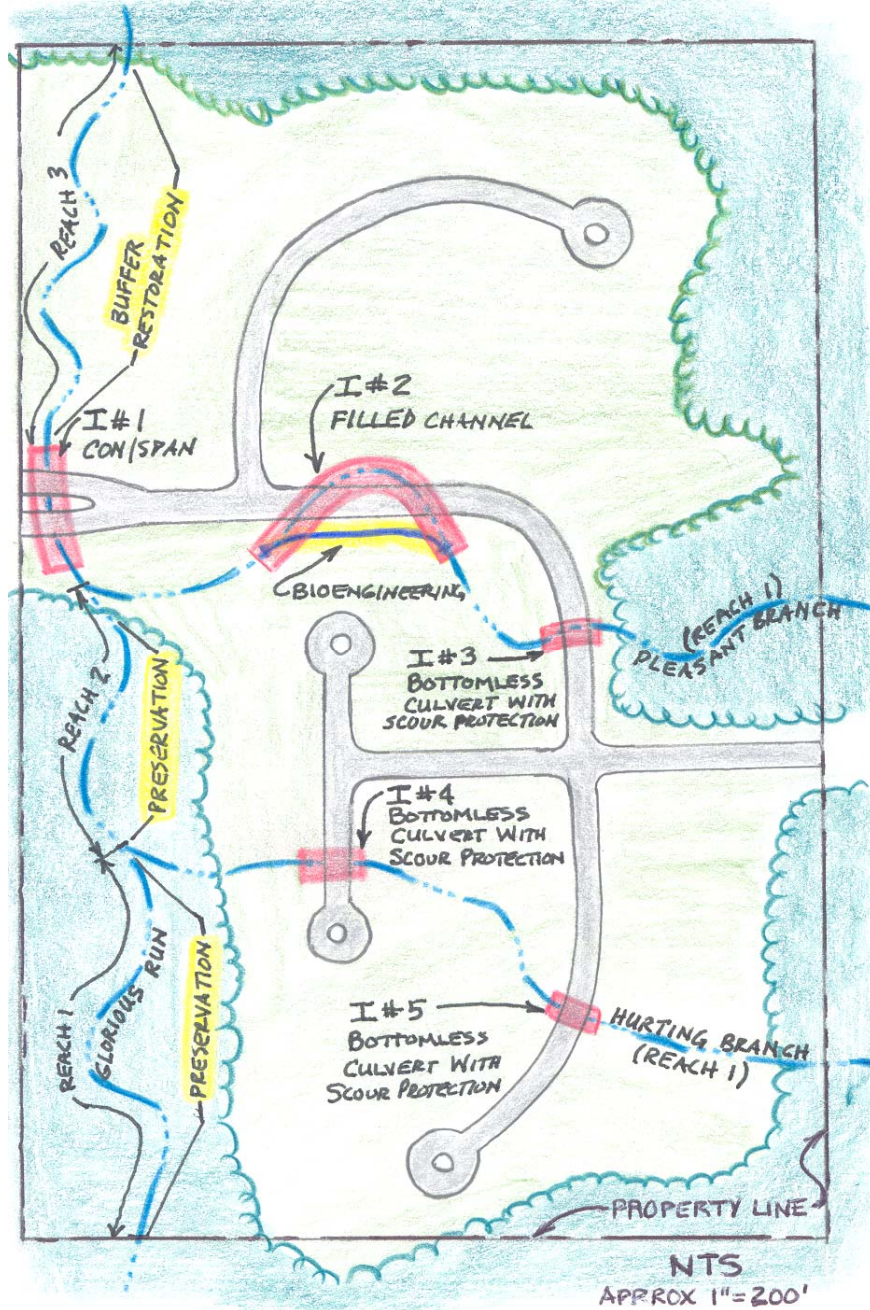 REACH 3
BUFFER
RESTORATION
I#1
CON/SPAN
I#2
FILLED CHANNEL
BIOENGINEERING
(REACH 1)
PLEASANT BRANCH
I#3
BOTTOMLESS
CULVERT WITH
SCOUR PROTECTION
REACH 2
PRESERVATION
I#4
BOTTOMLESS
CULVERT WITH
SCOUR PROTECTION
REACH 1
GLORIOUS RUN
PRESERVATION
I#5
BOTTOMLESS
CULVERT WITH
SCOUR PROTECTION
HURTING BRANCH
(REACH 1)
PROPERTY LINE
NTS
APPROX 1"=200'